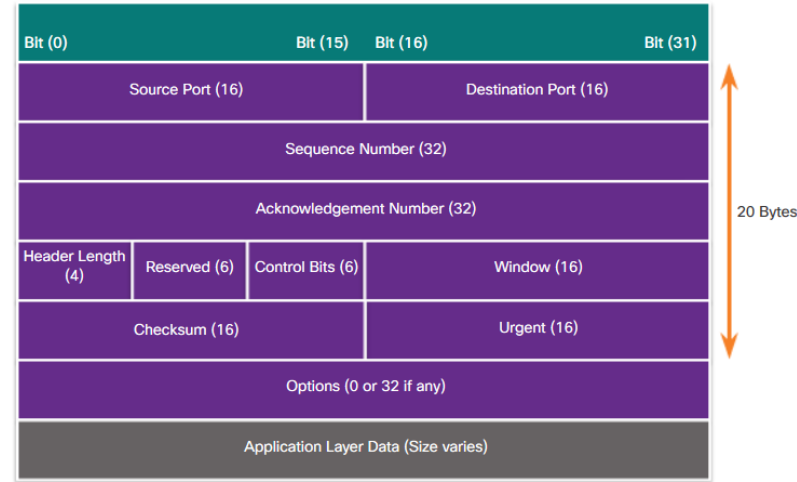 Bit (0) Bit (15) Bit (16) Bit (31)
Source Port (16) Destination Port (16)
Sequence Number (32)
Acknowledgement Number (32)
20 Bytes
Header Length
(4)
Reserved (6) Control Bits (6) Window (16)
Checksum (16) Urgent (16)
Options (0 or 32 if any)
Application Layer Data (Size varies)